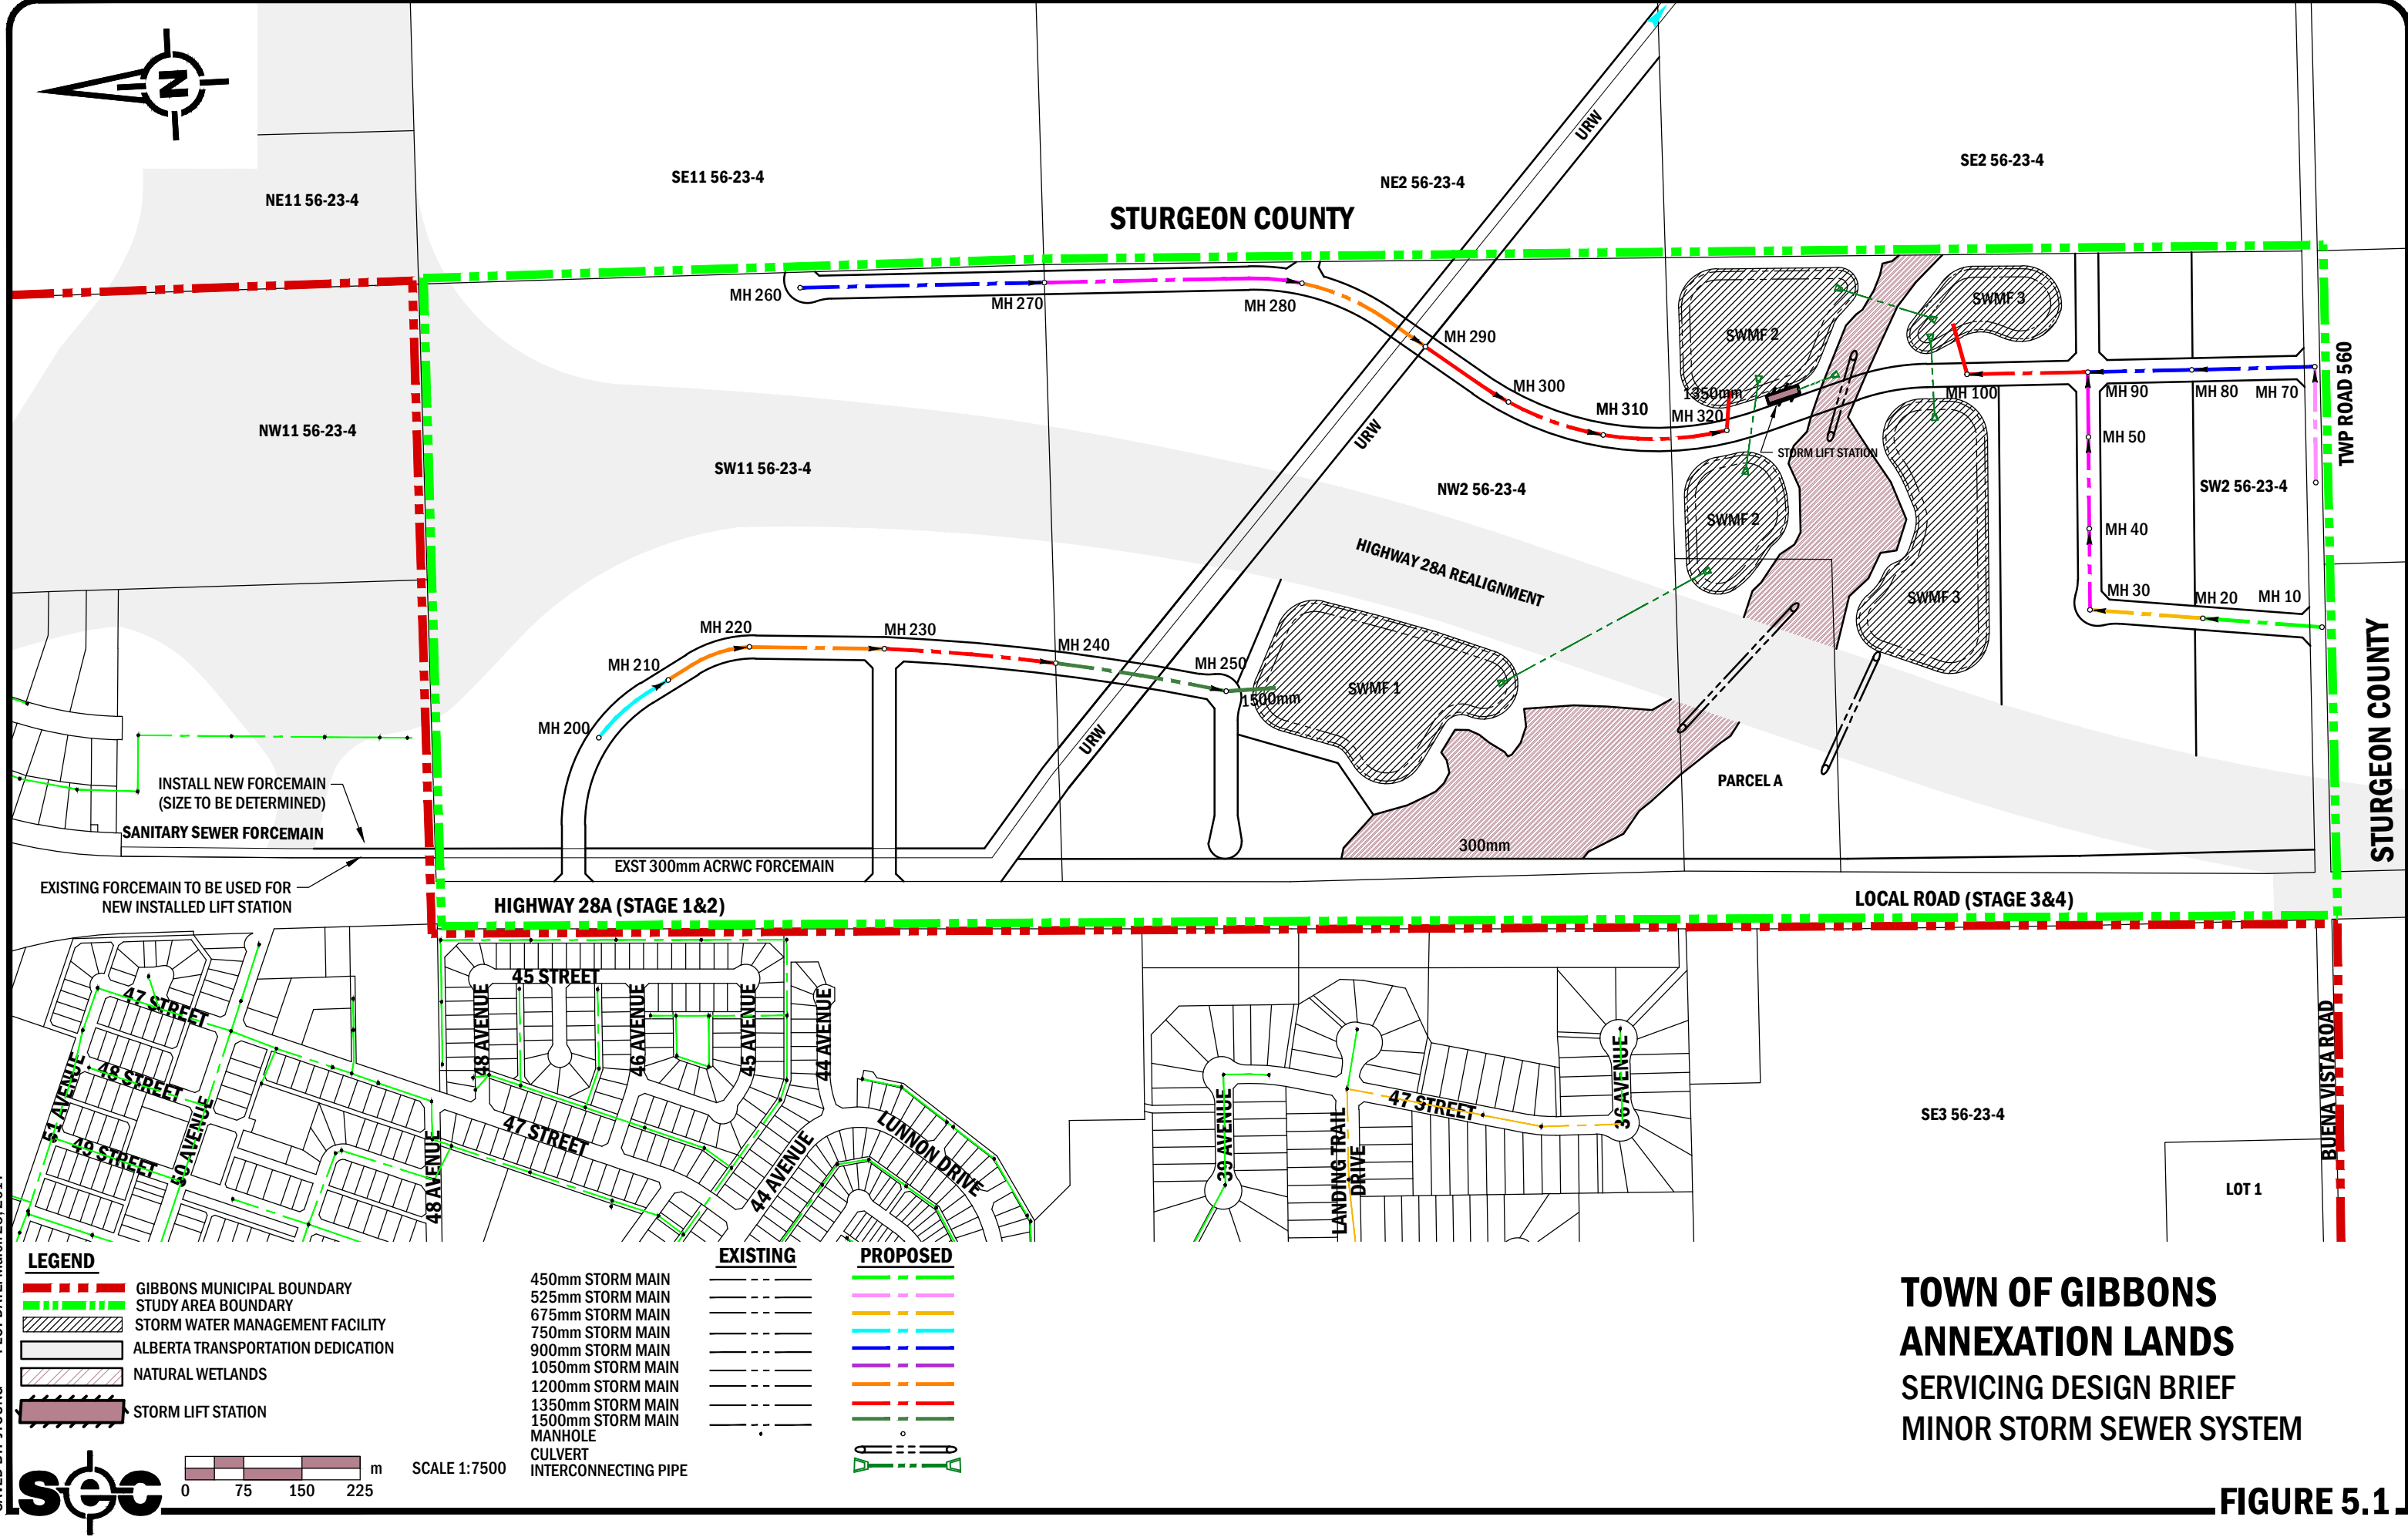 N
NE11 56-23-4
SE11 56-23-4
NE2 56-23-4
SE2 56-23-4
STURGEON COUNTY
URW
MH 260
MH 270
MH 280
MH 290
MH 300
MH 310
MH 320
1350mm
SWMF 2
SWMF 3
MH 100
MH 90
MH 80
MH 70
TWP ROAD 560
MH 50
STORM LIFT STATION
NW11 56-23-4
SW11 56-23-4
URW
NW2 56-23-4
SWMF 2
SW2 56-23-4
MH 40
HIGHWAY 28A REALIGNMENT
SWMF 3
MH 30
MH 20
MH 10
MH 200
MH 210
MH 220
MH 230
MH 240
MH 250
1500mm
SWMF 1
URW
PARCEL A
STURGEON COUNTY
INSTALL NEW FORCEMAIN
(SIZE TO BE DETERMINED)
SANITARY SEWER FORCEMAIN
EXISTING FORCEMAIN TO BE USED FOR
NEW INSTALLED LIFT STATION
EXST 300mm ACRWC FORCEMAIN
300mm
HIGHWAY 28A (STAGE 1&2)
LOCAL ROAD (STAGE 3&4)
47 STREET
48 STREET
49 STREET
51 AVENUE
50 AVENUE
48 AVENUE
45 STREET
48 AVENUE
46 AVENUE
45 AVENUE
44 AVENUE
47 STREET
44 AVENUE
LUNNON DRIVE
39 AVENUE
LANDING TRAIL
DRIVE
47 STREET
36 AVENUE
SE3 56-23-4
BUENA VISTA ROAD
LOT 1
LEGEND
GIBBONS MUNICIPAL BOUNDARY
STUDY AREA BOUNDARY
STORM WATER MANAGEMENT FACILITY
ALBERTA TRANSPORTATION DEDICATION
NATURAL WETLANDS
STORM LIFT STATION
EXISTING PROPOSED
450mm STORM MAIN
525mm STORM MAIN
675mm STORM MAIN
750mm STORM MAIN
900mm STORM MAIN
1050mm STORM MAIN
1200mm STORM MAIN
1350mm STORM MAIN
1500mm STORM MAIN
MANHOLE
CULVERT
INTERCONNECTING PIPE
sec
0 75 150 225 m
SCALE 1:7500
TOWN OF GIBBONS
ANNEXATION LANDS
SERVICING DESIGN BRIEF
MINOR STORM SEWER SYSTEM
FIGURE 5.1